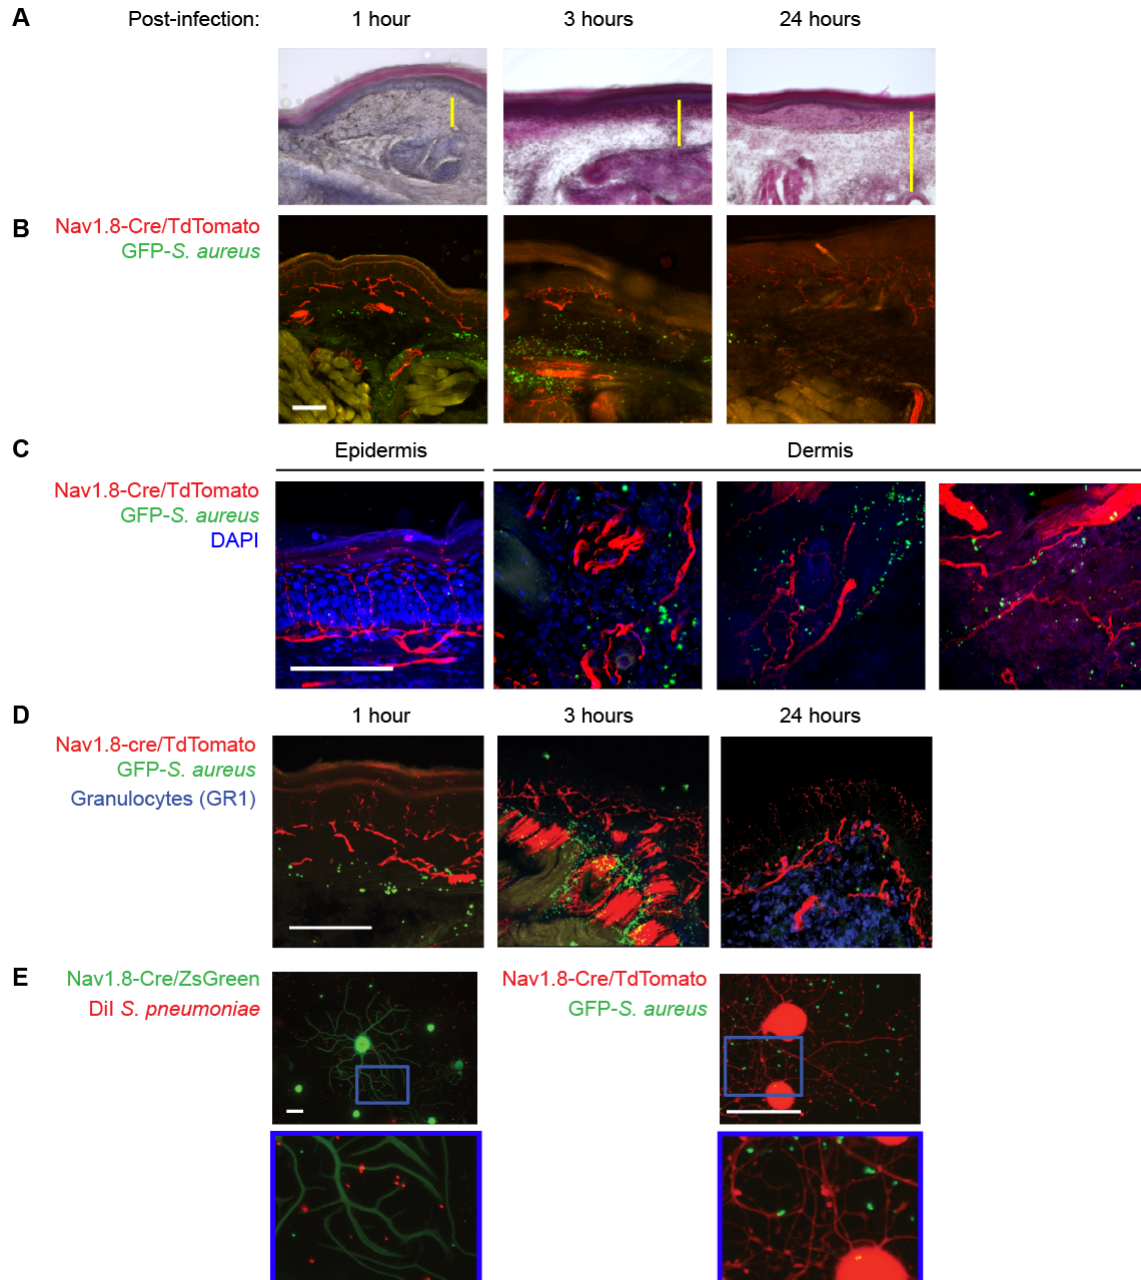 A
Post-infection: 1 hour 3 hours 24 hours
B
Nav1.8-Cre/TdTomato
GFP-S. aureus
C
Epidermis Dermis
Nav1.8-Cre/TdTomato
GFP-S. aureus
DAPI
D
1 hour 3 hours 24 hours
Nav1.8-cre/TdTomato
GFP-S. aureus
Granulocytes (GR1)
E
Nav1.8-Cre/ZsGreen
DiI S. pneumoniae
Nav1.8-Cre/TdTomato
GFP-S. aureus